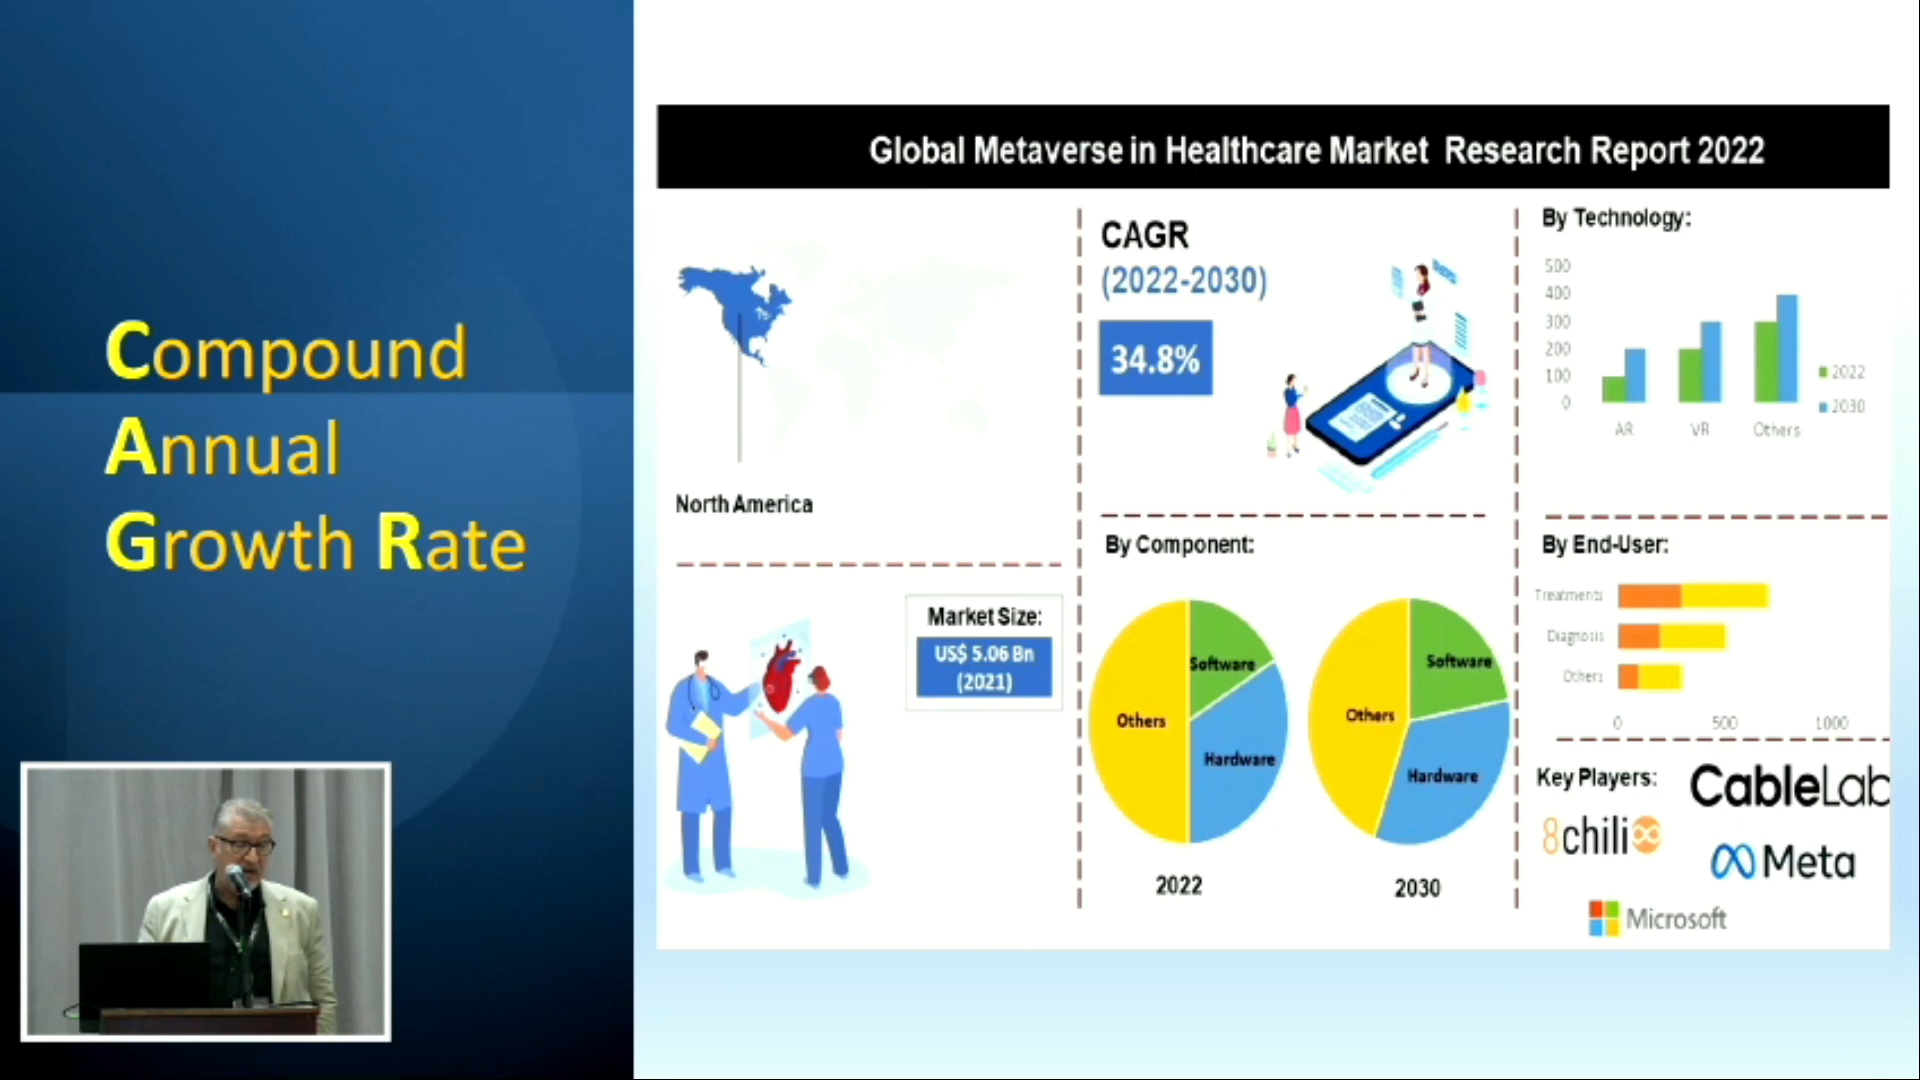 Compound
Annual
Growth Rate
Global Metaverse in Healthcare Market Research Report 2022
North America
Market Size:
US$ 5.06 Bn
(2021)
CAGR
(2022-2030)
34.8%
By Component:
Others
Software
Hardware
2022
Others
Software
Hardware
2030
By Technology:
500
400
300
200
100
0
AR
VR
Others
2022
2030
By End-User:
Treatments
Diagnosis
Others
0
500
1000
Key Players:
CableLab
8chili
Meta
Microsoft